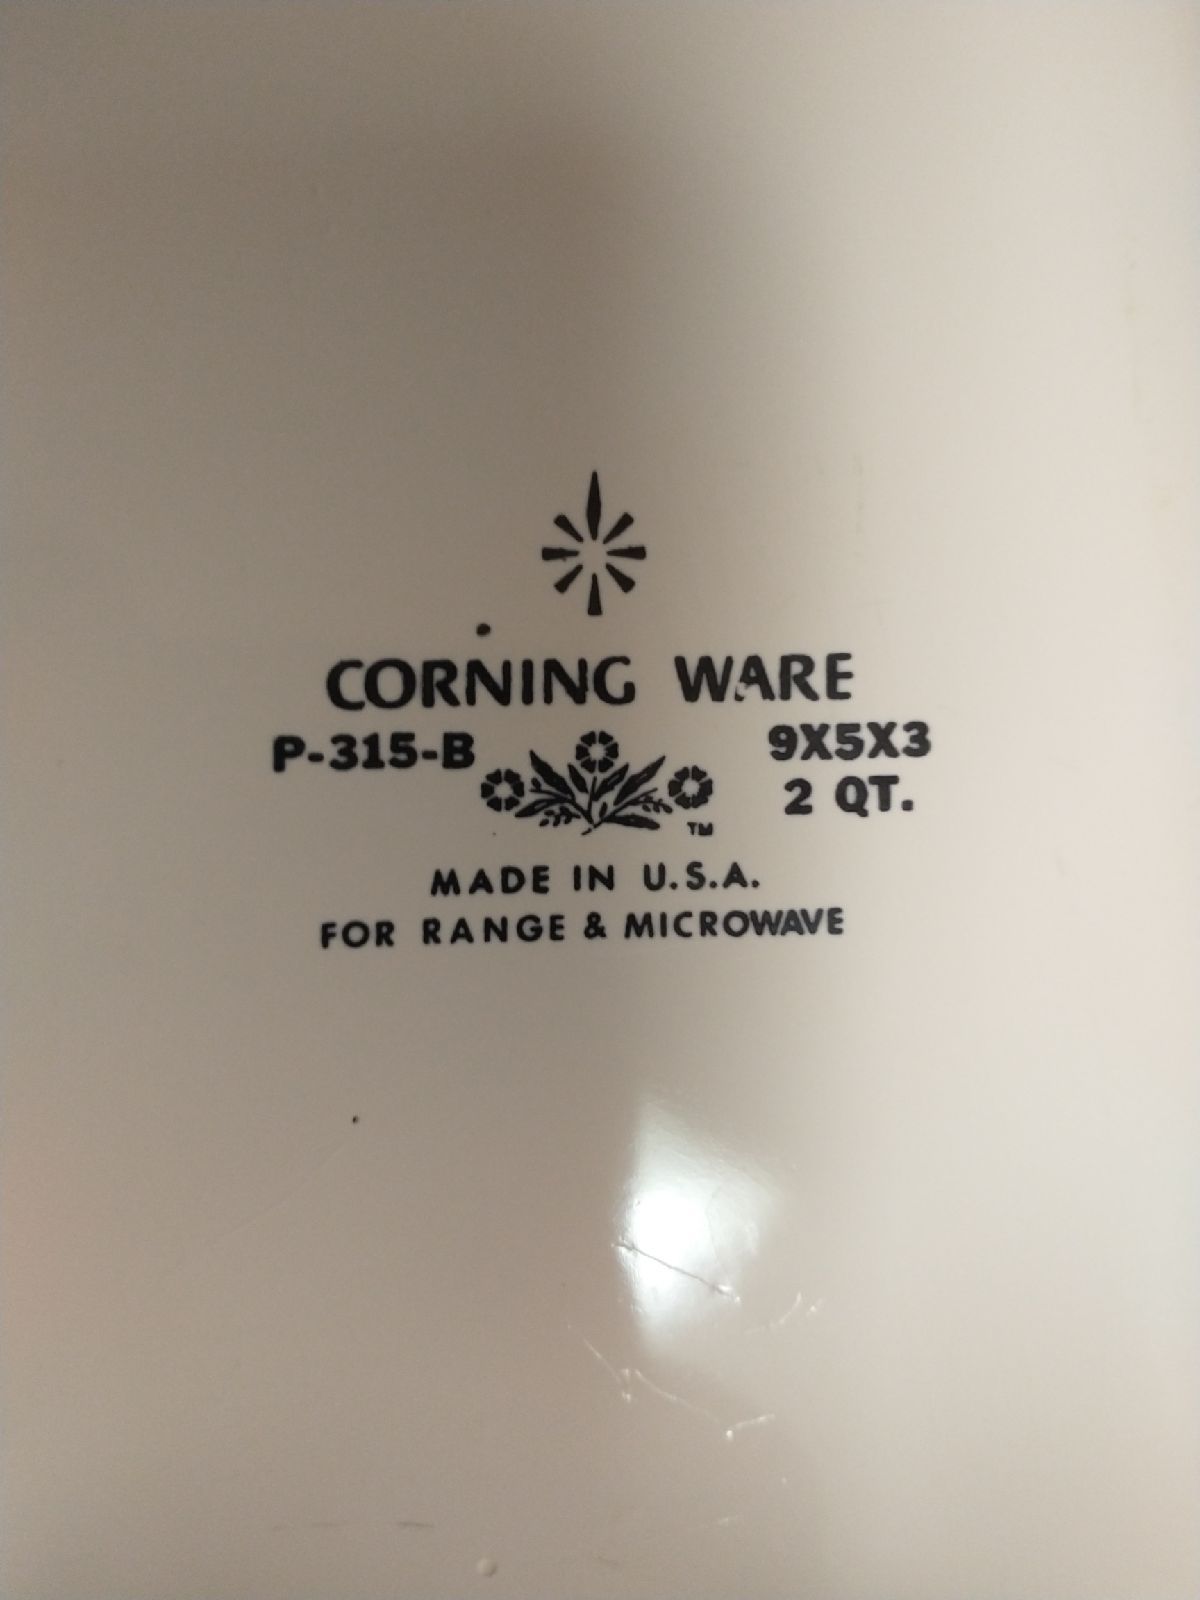 CORNING WARE
P-315-B 9X5X3
2 QT.
TM
MADE IN U.S.A.
FOR RANGE & MICROWAVE